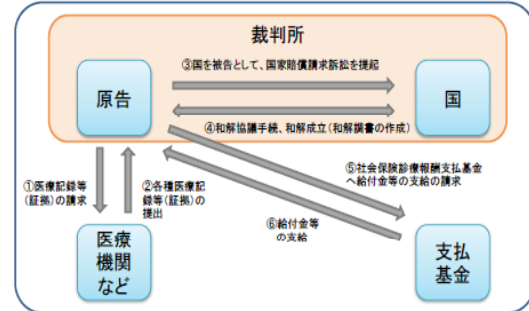 裁判所
③国を被告として、国家賠償請求訴訟を提起
原告
国
④和解協議手続、和解成立(和解調書の作成)
①医療記録等
(証拠)の請求
②各種医療記
録等(証拠)の
提出
⑤社会保険診療報酬支払基金
へ給付金等の支給の請求
⑥給付金等
の支給
医療
機関
など
支払
基金